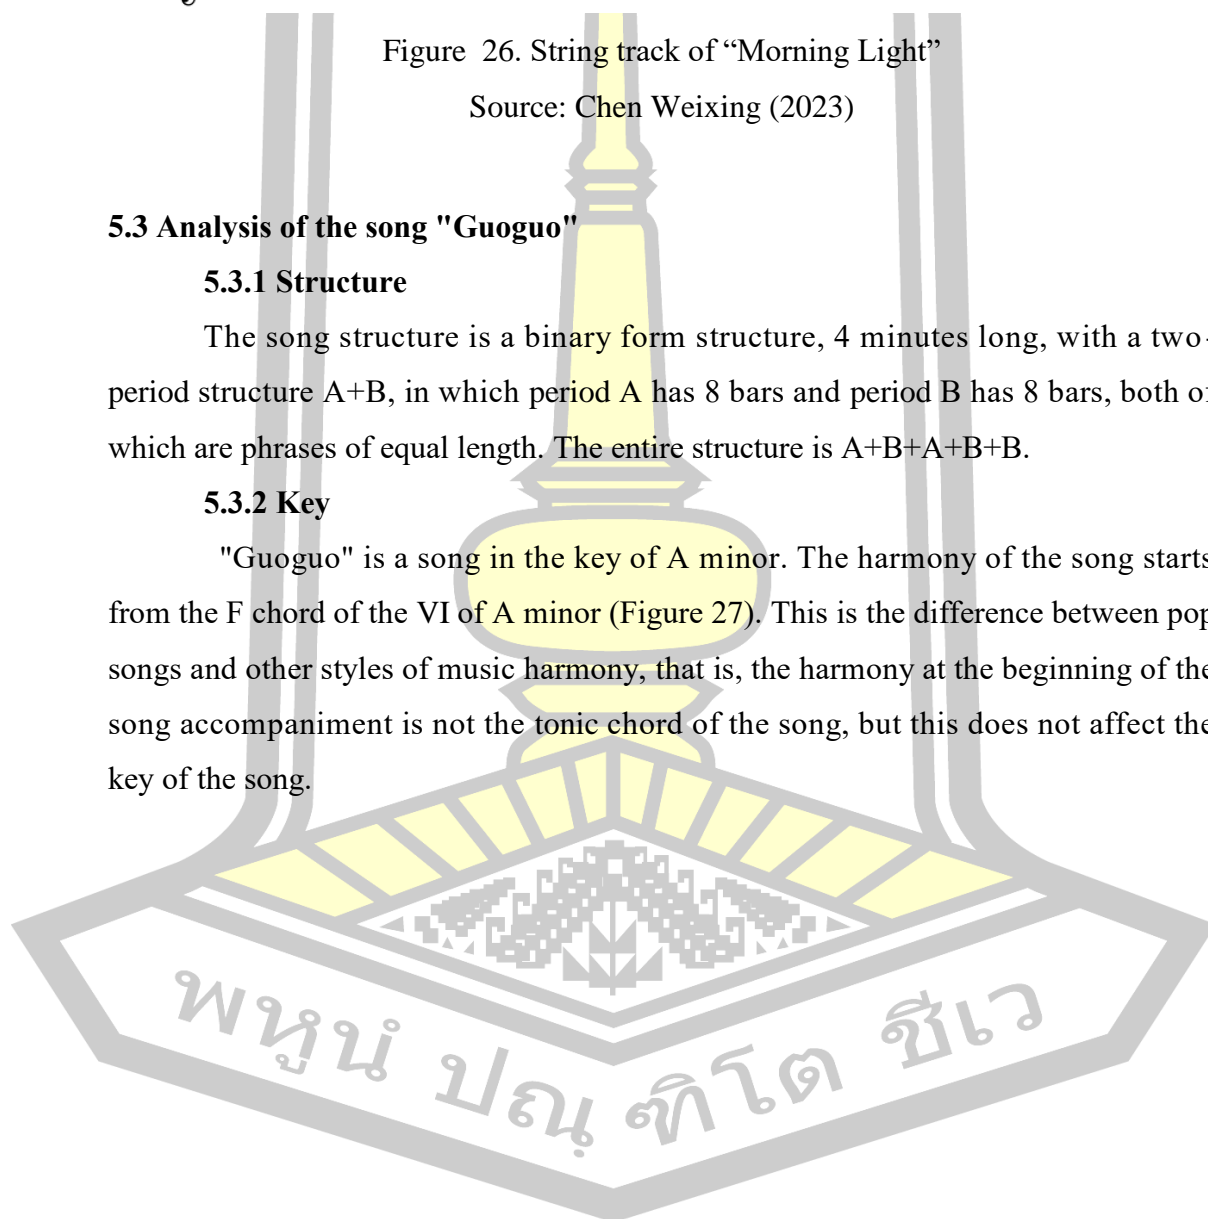 Figure 26. String track of “Morning Light”
Source: Chen Weixing (2023)
5.3 Analysis of the song "Guoguo"
5.3.1 Structure
The song structure is a binary form structure, 4 minutes long, with a two-
period structure A+B, in which period A has 8 bars and period B has 8 bars, both of
which are phrases of equal length. The entire structure is A+B+A+B+B.
5.3.2 Key
"Guoguo" is a song in the key of A minor. The harmony of the song starts
from the F chord of the VI of A minor (Figure 27). This is the difference between pop
songs and other styles of music harmony, that is, the harmony at the beginning of the
song accompaniment is not the tonic chord of the song, but this does not affect the
key of the song.
พหูนํ ปณฺฑิโต ชีเว